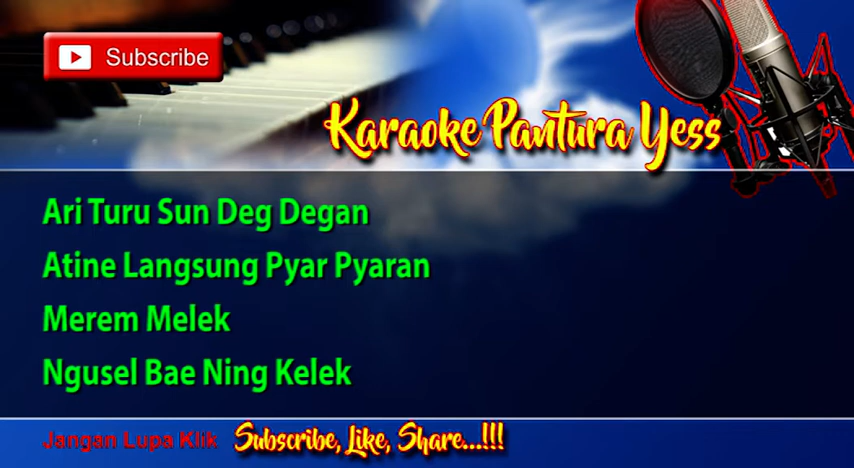 Subscribe
Karaoke Pantura Yess
Ari Turu Sun Deg Degan
Atine Langsung Pyar Pyaran
Merem Melek
Ngusel Bae Ning Kelek
Jangan Lupa Klik Subscribe, Like, Share...!!!